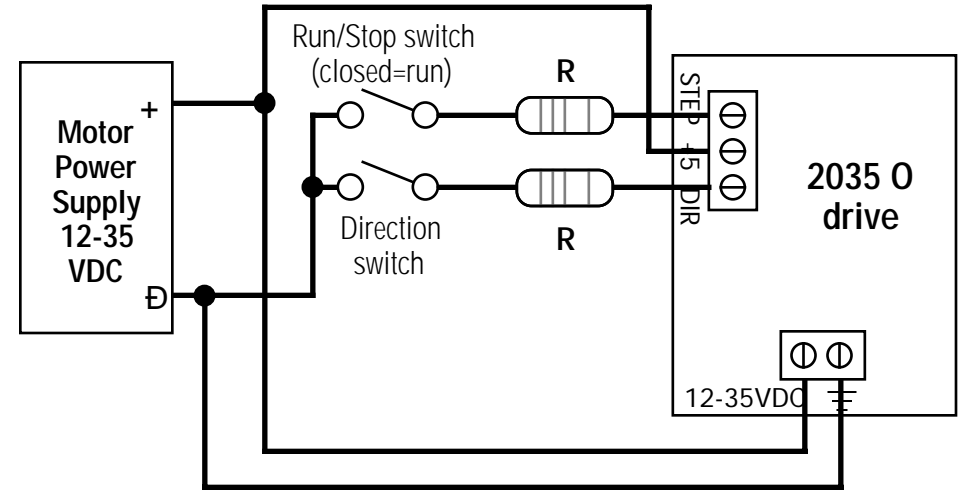 Run/Stop switch
(closed=run)
R
+
Motor
Power
Supply
12-35
VDC
Đ
STEP
+5
DIR
2035 O
drive
Direction
switch
R
12-35VDC